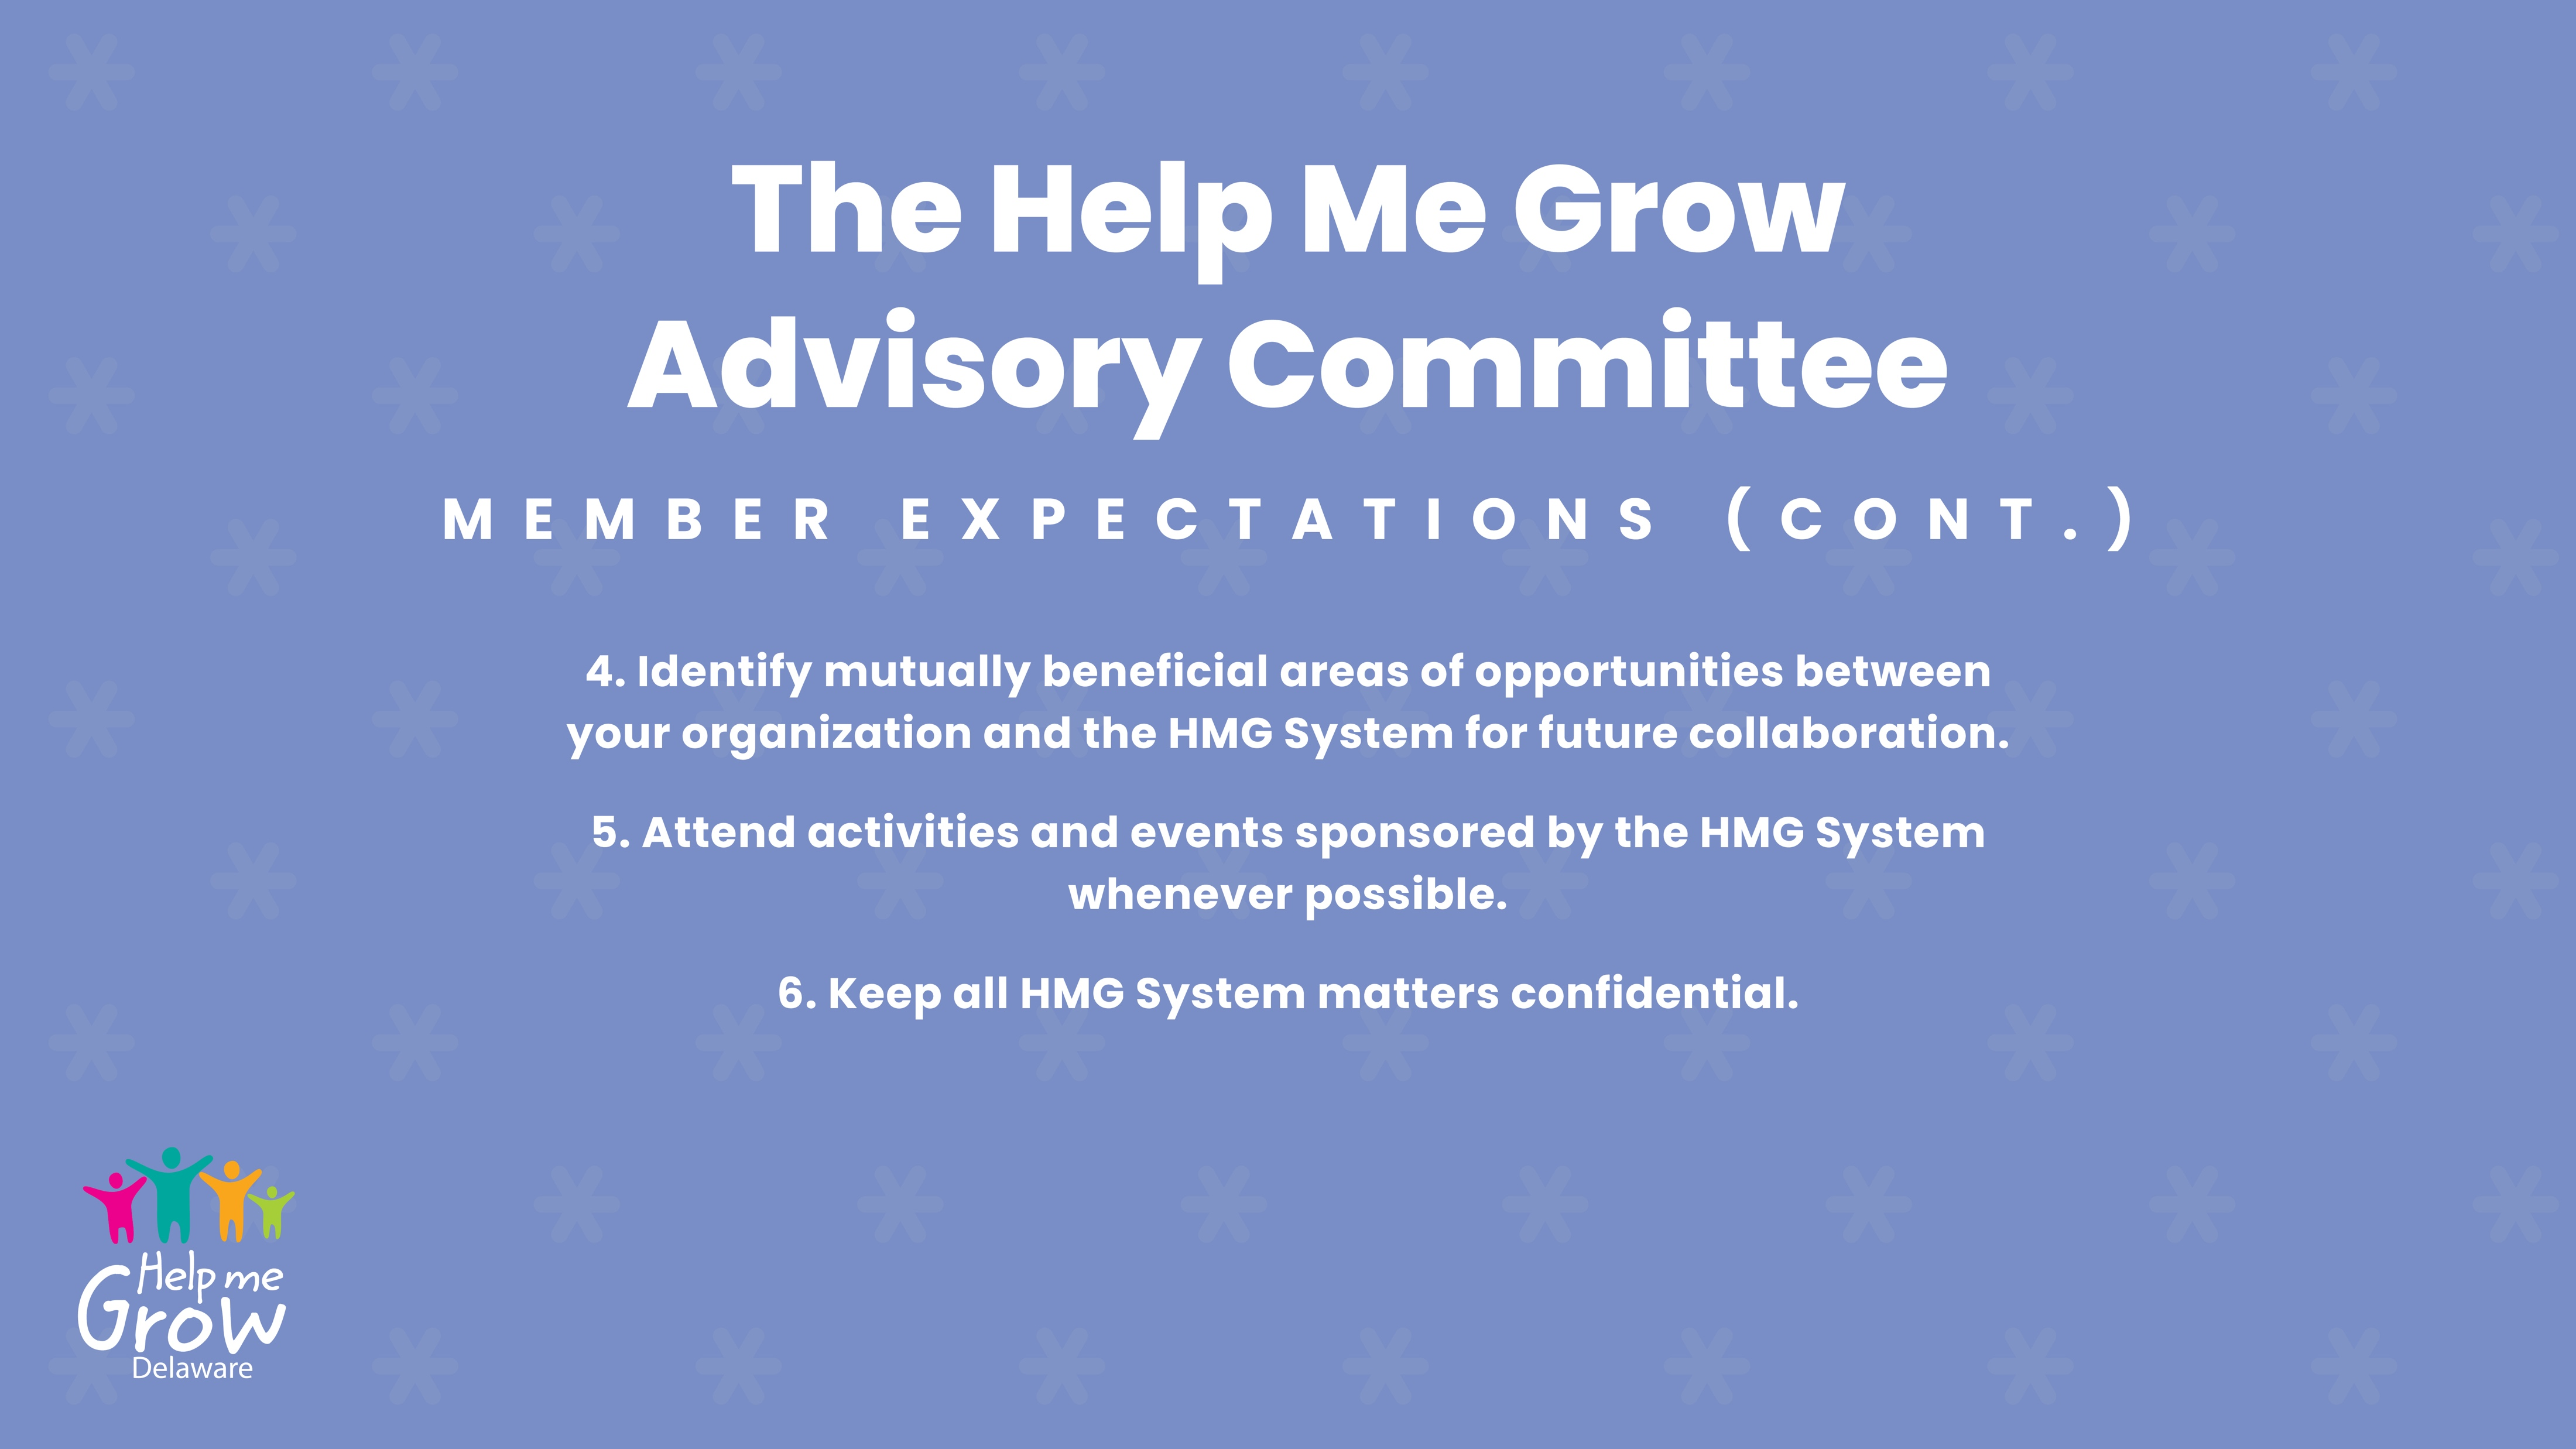 The Help Me Grow
Advisory Committee
MEMBER EXPECTATIONS (CONT.)
4. Identify mutually beneficial areas of opportunities between
your organization and the HMG System for future collaboration.
5. Attend activities and events sponsored by the HMG System
whenever possible.
6. Keep all HMG System matters confidential.
Help me
Grow
Delaware